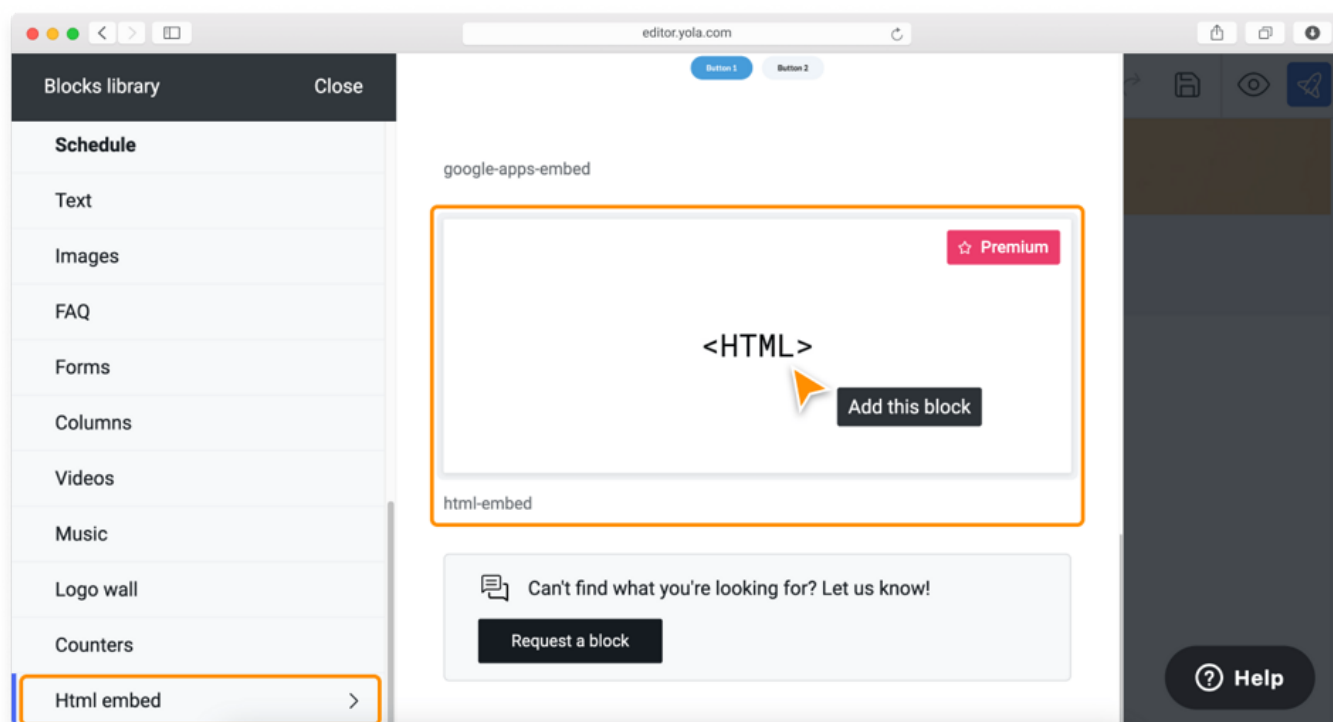 editor.yola.com
Blocks library
Close
Schedule
Text
Images
FAQ
Forms
Columns
Videos
Music
Logo wall
Counters
Html embed
Button 1
Button 2
google-apps-embed
Premium
<HTML>
Add this block
html-embed
Can't find what you're looking for? Let us know!
Request a block
Help